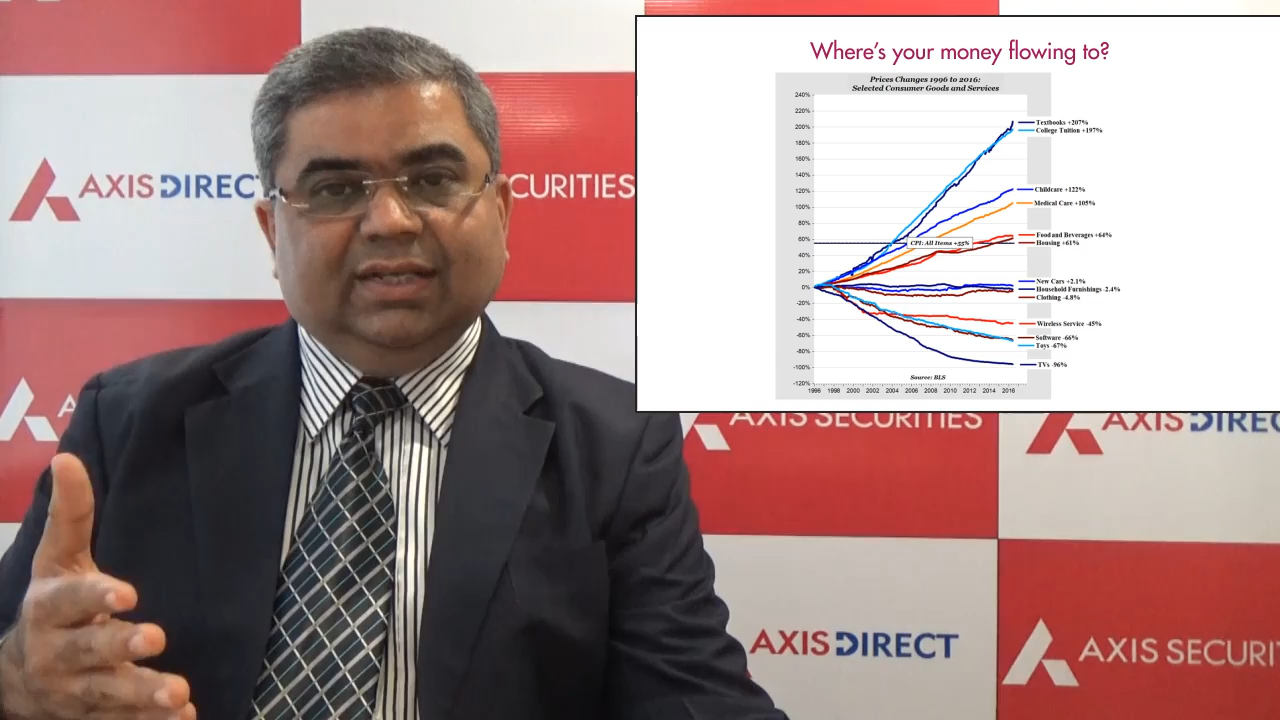 Where's your money flowing to?
Prices Changes 1996 to 2016:
Selected Consumer Goods and Services
240%
220%
200%
180%
160%
140%
120%
100%
80%
60%
40%
20%
0%
-20%
-40%
-60%
-80%
-100%
-120%
1996 1998 2000 2002 2004 2006 2008 2010 2012 2014 2016
CPI: All Items +55%
Source: BLS
Textbooks +207%
College Tuition +197%
Childcare +122%
Medical Care +105%
Food and Beverages +64%
Housing +61%
New Cars +2.1%
Household Furnishings -2.4%
Clothing -4.8%
Wireless Service -45%
Software -66%
Toys -67%
TVs -96%
AXIS DIRECT
CURITIES
A
AXIS SECURITIES
AXIS DIREC
AXIS DIRECT
AXIS SECURITI